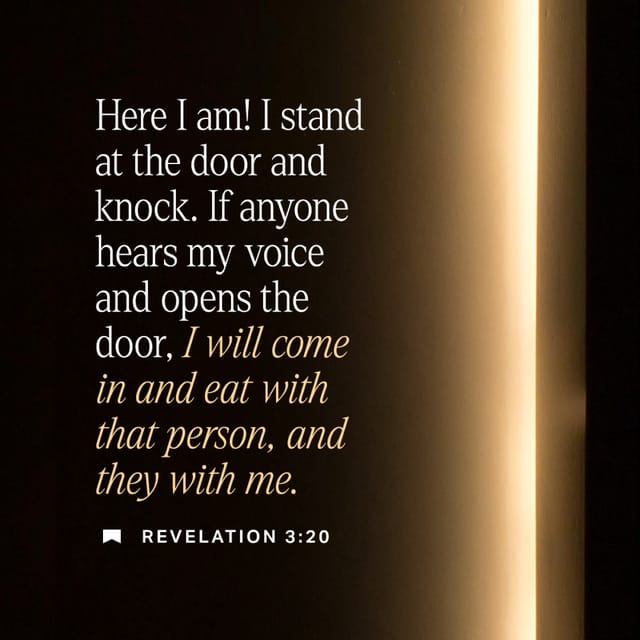 Here I am! I stand
at the door and
knock. If anyone
hears my voice
and opens the
door, I will come
in and eat with
that person, and
they with me.
REVELATION 3:20